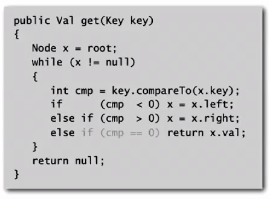 public Val get(Key key)
{
   Node x = root;
   while (x != null)
   {
      int cmp = key.compareTo(x.key);
      if      (cmp  < 0) x = x.left;
      else if (cmp  > 0) x = x.right;
      else if (cmp == 0) return x.val;
   }
   return null;
}